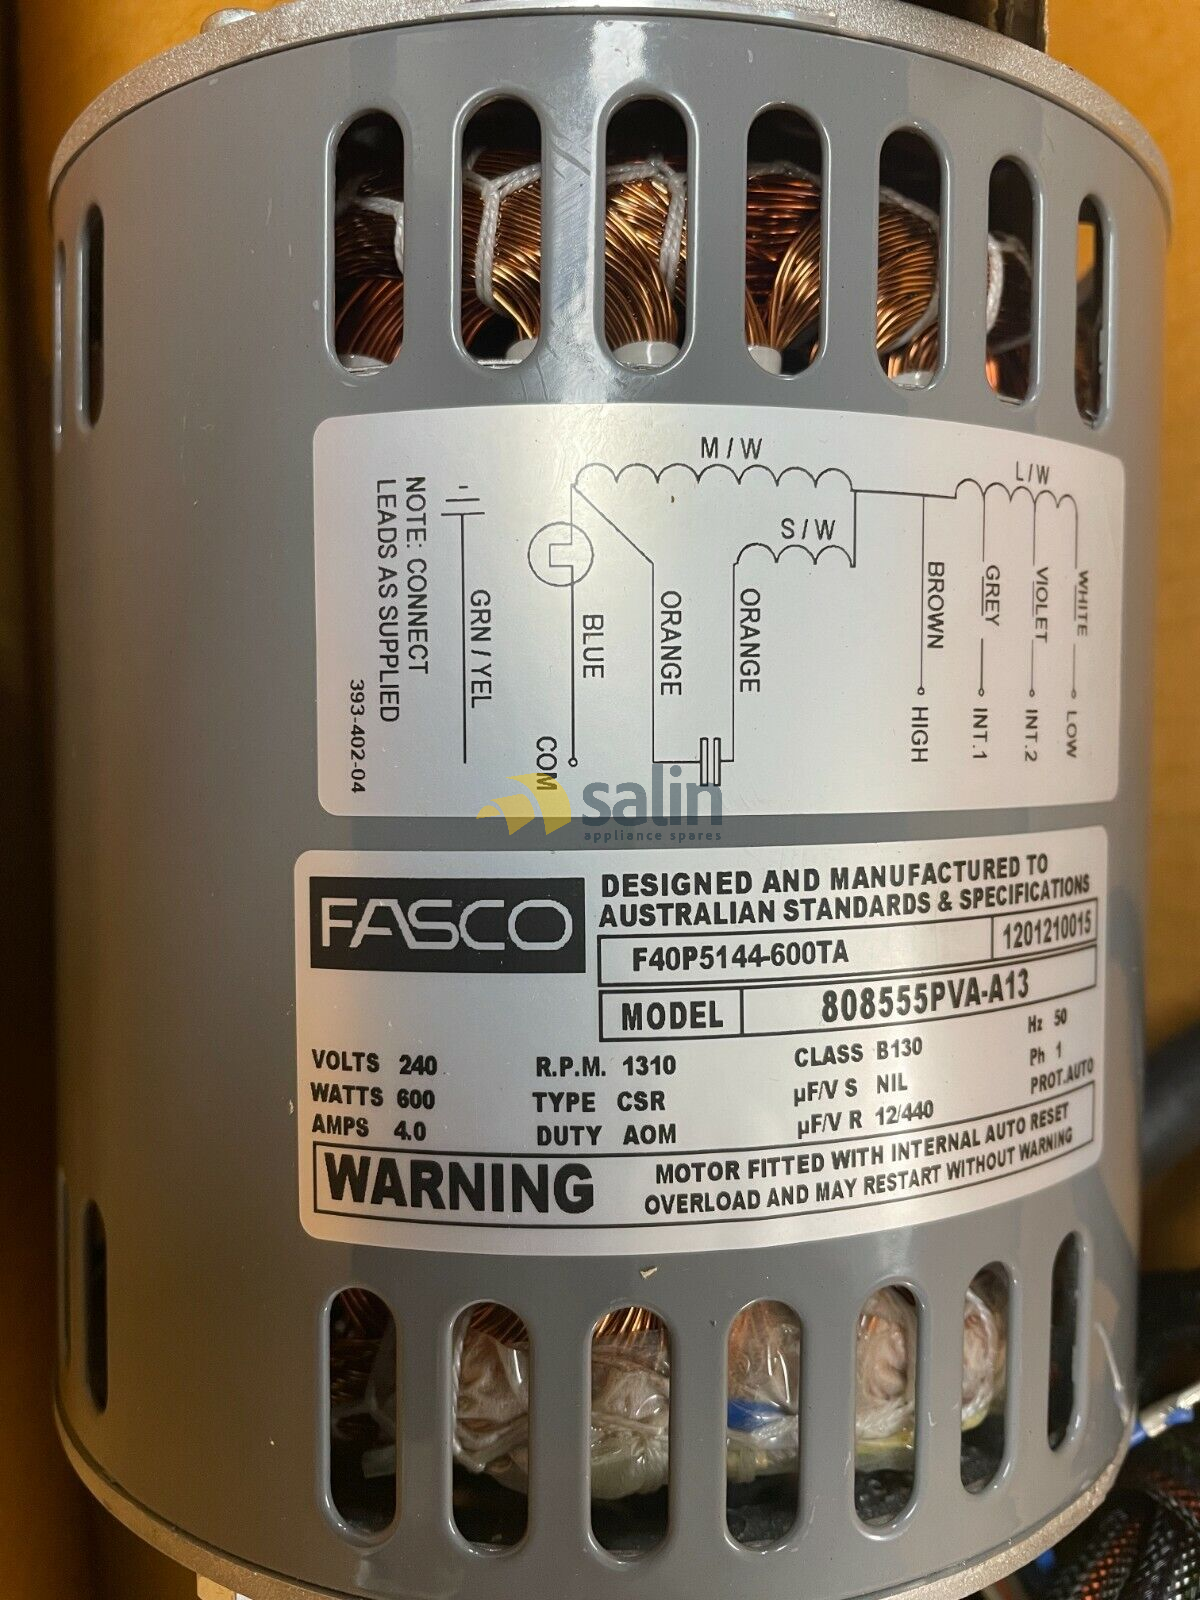 M / W
L / W
S / W
WHITE
LOW
VIOLET
INT.2
GREY
INT.1
BROWN
HIGH
ORANGE
ORANGE
BLUE
COM
GRN / YEL
NOTE: CONNECT
LEADS AS SUPPLIED
393-402-04
salin
appliance spares
FASCO
DESIGNED AND MANUFACTURED TO
AUSTRALIAN STANDARDS & SPECIFICATIONS
F40P5144-600TA 1201210015
MODEL 808555PVA-A13
VOLTS 240 R.P.M. 1310 CLASS B130 Hz 50
WATTS 600 TYPE CSR µF/V S NIL Ph 1
AMPS 4.0 DUTY AOM µF/V R 12/440 PROT.AUTO
WARNING
MOTOR FITTED WITH INTERNAL AUTO RESET
OVERLOAD AND MAY RESTART WITHOUT WARNING